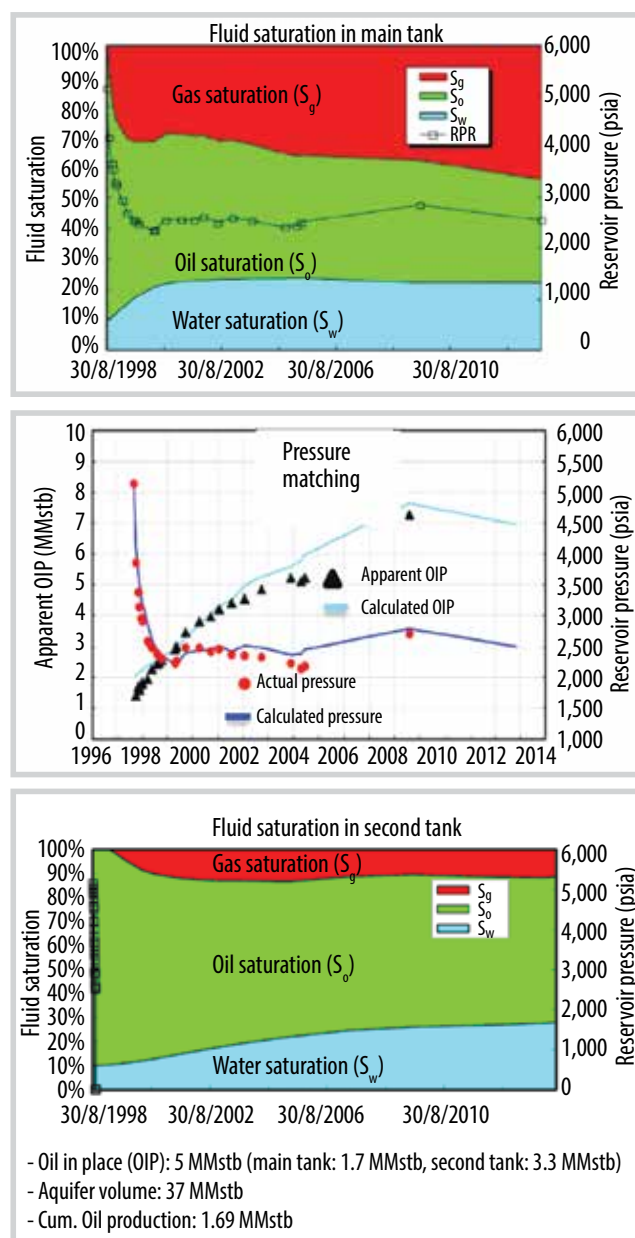 Fluid saturation in main tank
100%
90%
80%
70%
60%
50%
40%
30%
20%
10%
0%
Fluid saturation
Gas saturation (Sg)
Oil saturation (So)
Water saturation (Sw)
Sg
So
Sw
RPR
6,000
5,000
4,000
3,000
2,000
1,000
0
Reservoir pressure (psia)
30/8/1998 30/8/2002 30/8/2006 30/8/2010
Pressure
matching
10
9
8
7
6
5
4
3
2
1
0
Apparent OIP (MMstb)
Apparent OIP
Calculated OIP
Actual pressure
Calculated pressure
6,000
5,500
5,000
4,500
4,000
3,500
3,000
2,500
2,000
1,500
1,000
Reservoir pressure (psia)
1996 1998 2000 2002 2004 2006 2008 2010 2012 2014
Fluid saturation in second tank
100%
90%
80%
70%
60%
50%
40%
30%
20%
10%
0%
Fluid saturation
Gas saturation (Sg)
Oil saturation (So)
Water saturation (Sw)
Sg
So
Sw
6,000
5,000
4,000
3,000
2,000
1,000
0
Reservoir pressure (psia)
30/8/1998 30/8/2002 30/8/2006 30/8/2010
- Oil in place (OIP): 5 MMstb (main tank: 1.7 MMstb, second tank: 3.3 MMstb)
- Aquifer volume: 37 MMstb
- Cum. Oil production: 1.69 MMstb